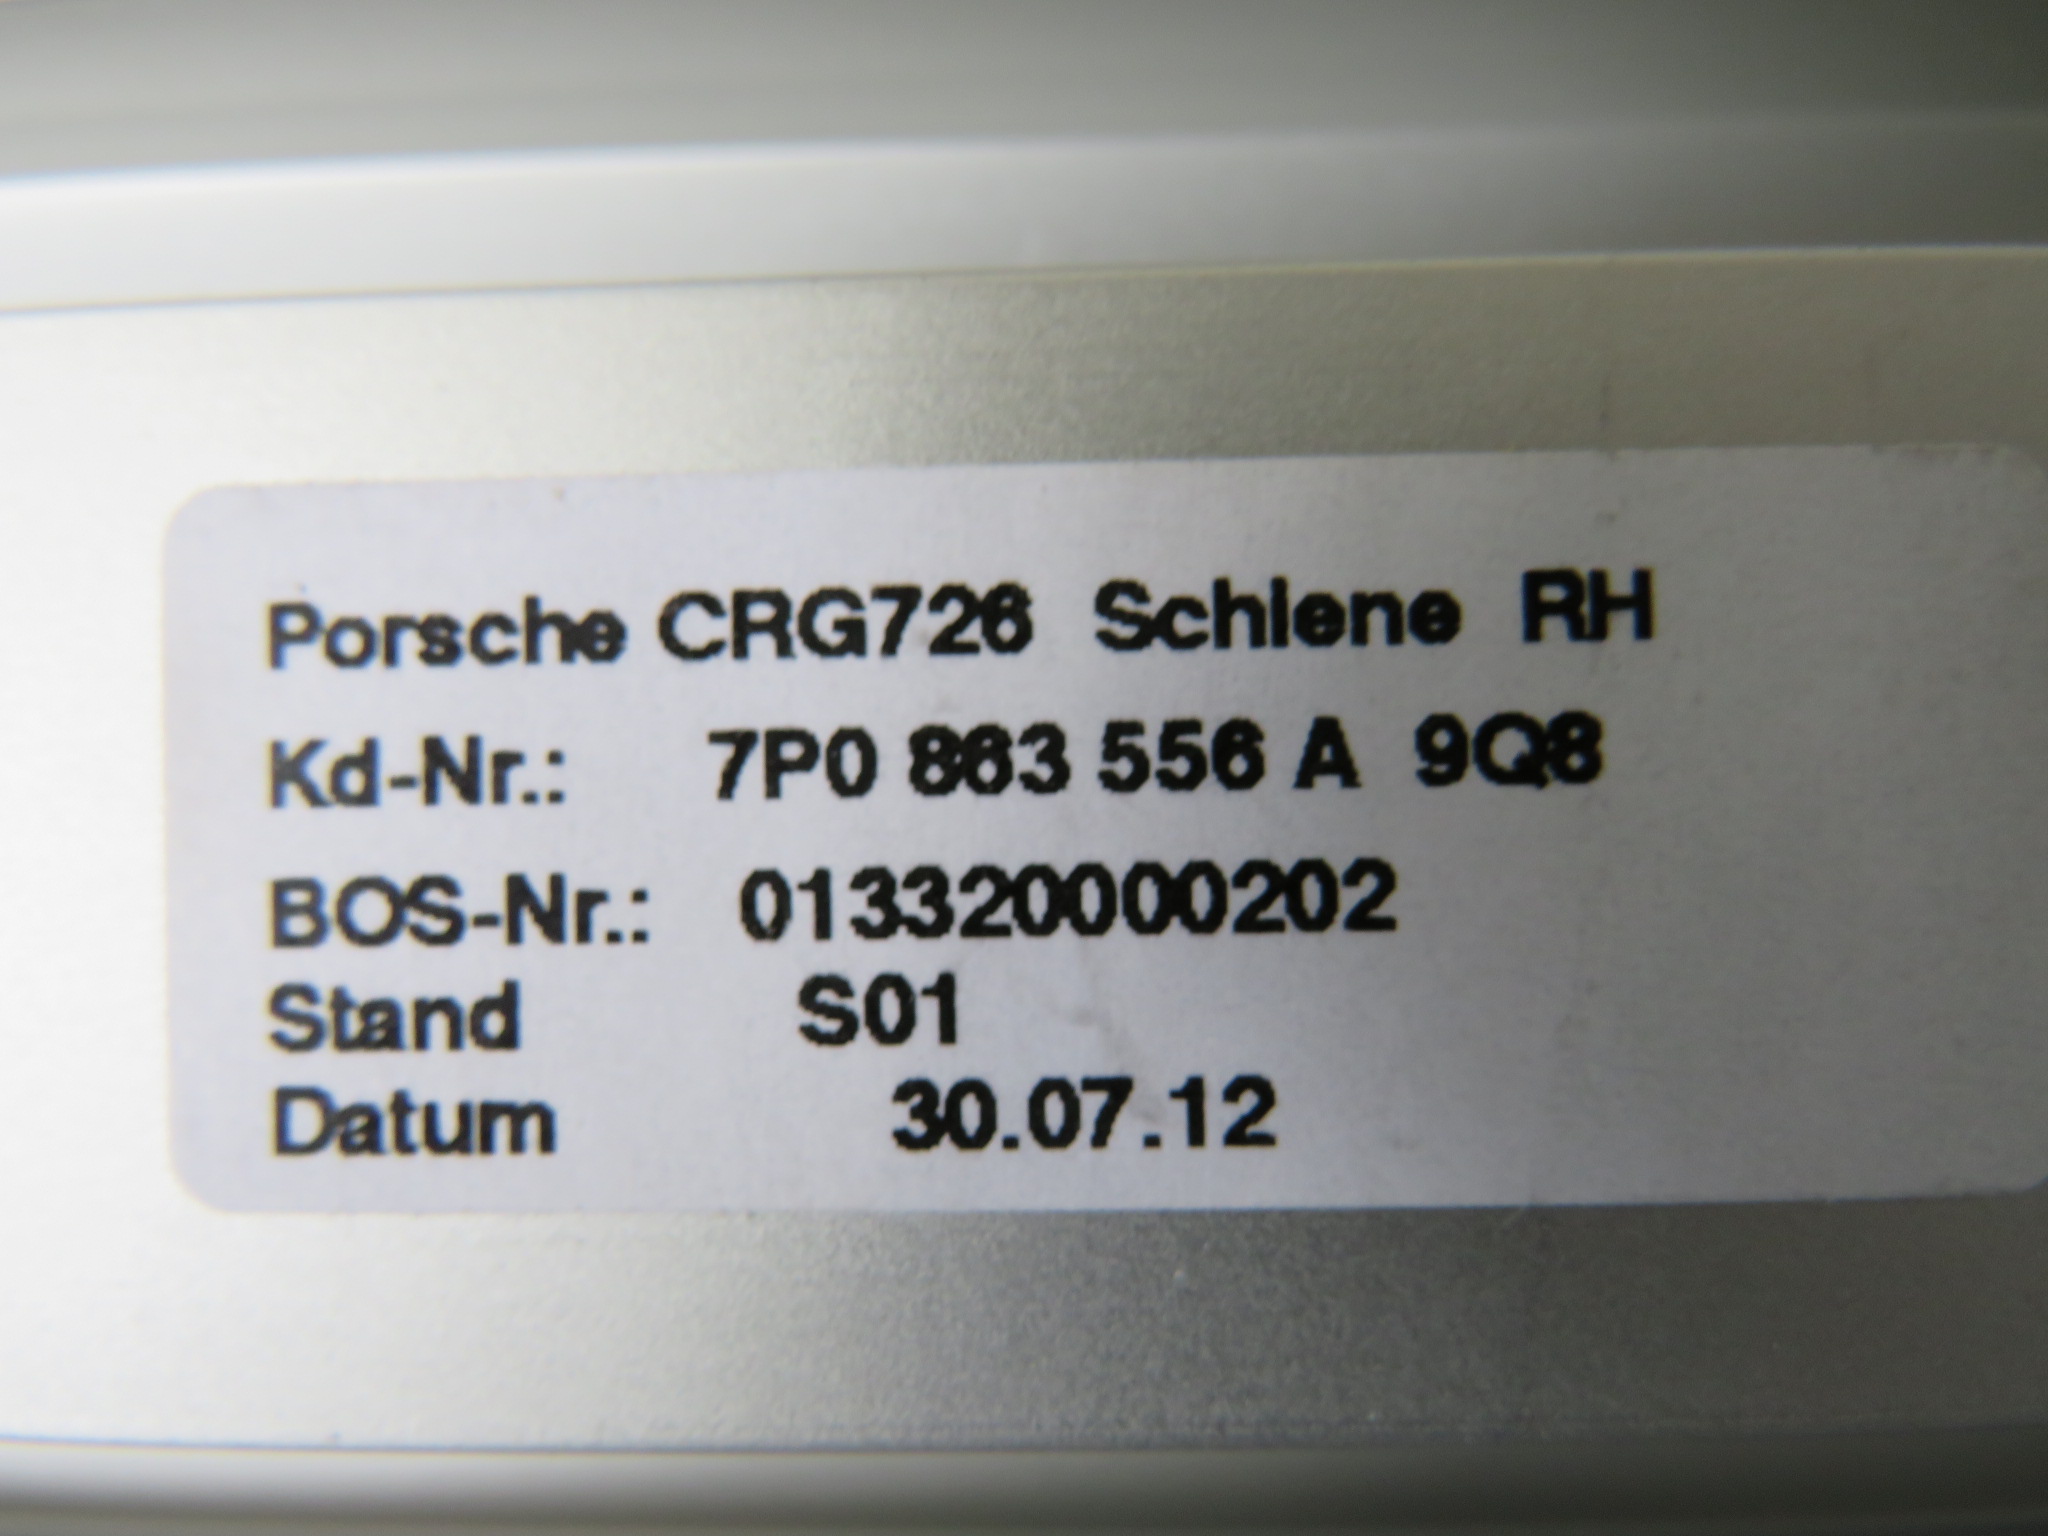 Porsche CRG726 Schiene RH
Kd-Nr.: 7P0 863 556 A 9Q8
BOS-Nr.: 013320000202
Stand S01
Datum 30.07.12